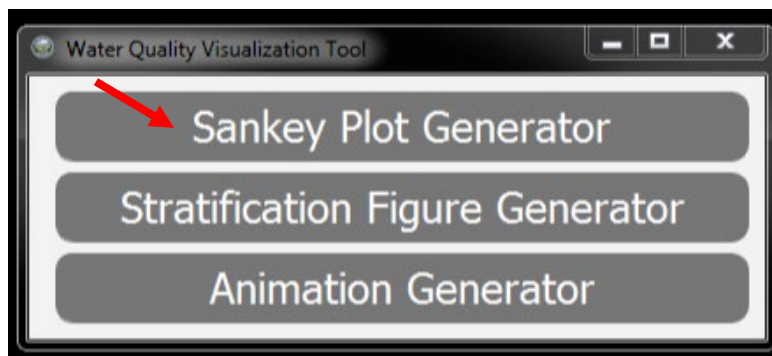 Water Quality Visualization Tool
Sankey Plot Generator
Stratification Figure Generator
Animation Generator